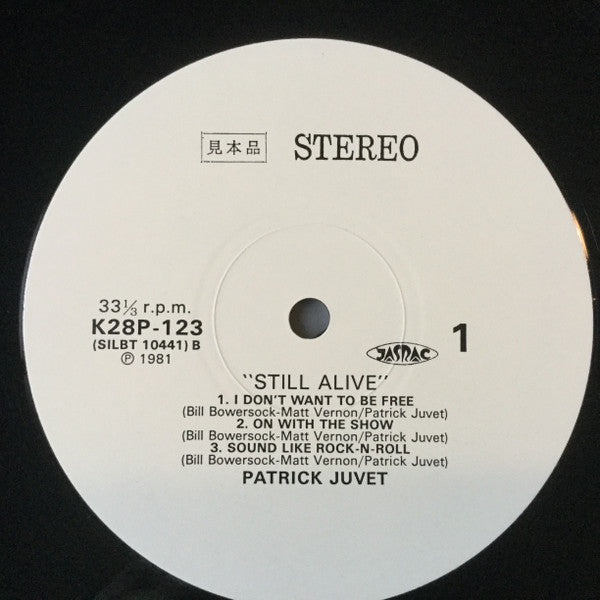 見本品 STEREO
33⅓ r.p.m.
K28P-123
(SILBT 10441) B
℗ 1981
JASRAC
1
"STILL ALIVE"
1. I DON'T WANT TO BE FREE
(Bill Bowersock-Matt Vernon/Patrick Juvet)
2. ON WITH THE SHOW
(Bill Bowersock-Matt Vernon/Patrick Juvet)
3. SOUND LIKE ROCK-N-ROLL
(Bill Bowersock-Matt Vernon/Patrick Juvet)
PATRICK JUVET